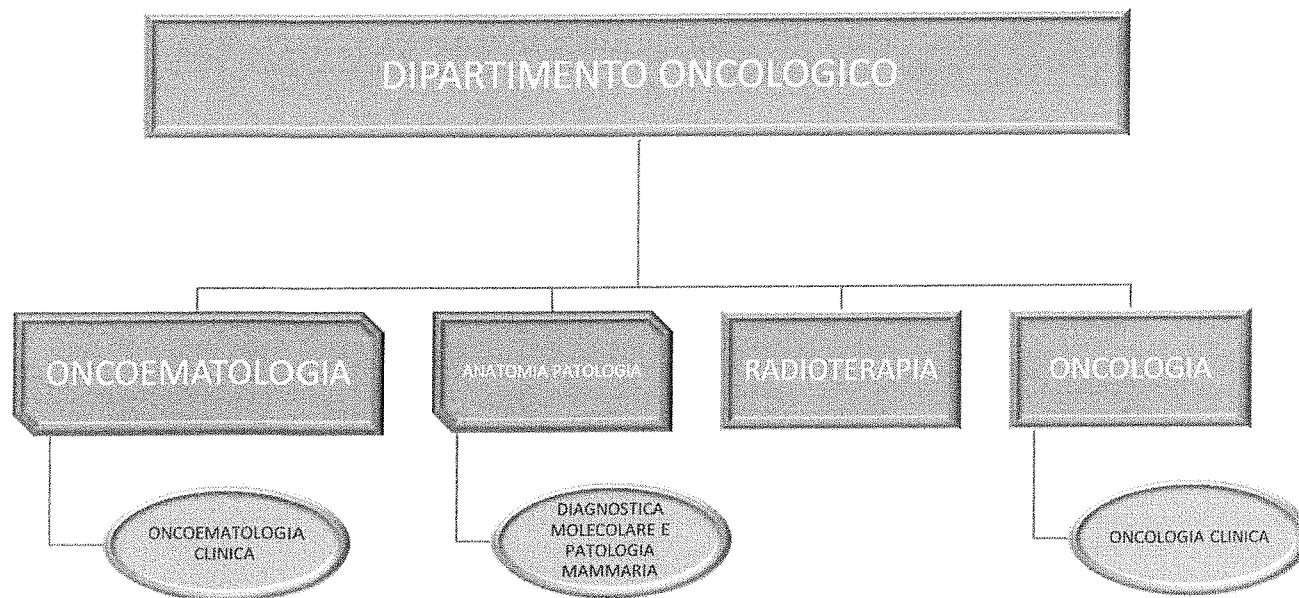 DIPARTIMENTO ONCOLOGICO
ONCOEMATOLOGIA
ANATOMIA PATOLOGIA
RADIOTERAPIA
ONCOLOGIA
ONCOEMATOLOGIA
CLINICA
DIAGNOSTICA
MOLECOLARE E
PATOLOGIA
MAMMARIA
ONCOLOGIA CLINICA